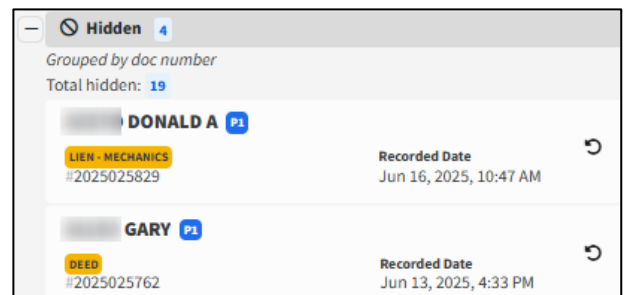 Hidden 4
Grouped by doc number
Total hidden: 19
DONALD A P1
LIEN - MECHANICS
Recorded Date
#2025025829
Jun 16, 2025, 10:47 AM
GARY P1
DEED
Recorded Date
#2025025762
Jun 13, 2025, 4:33 PM